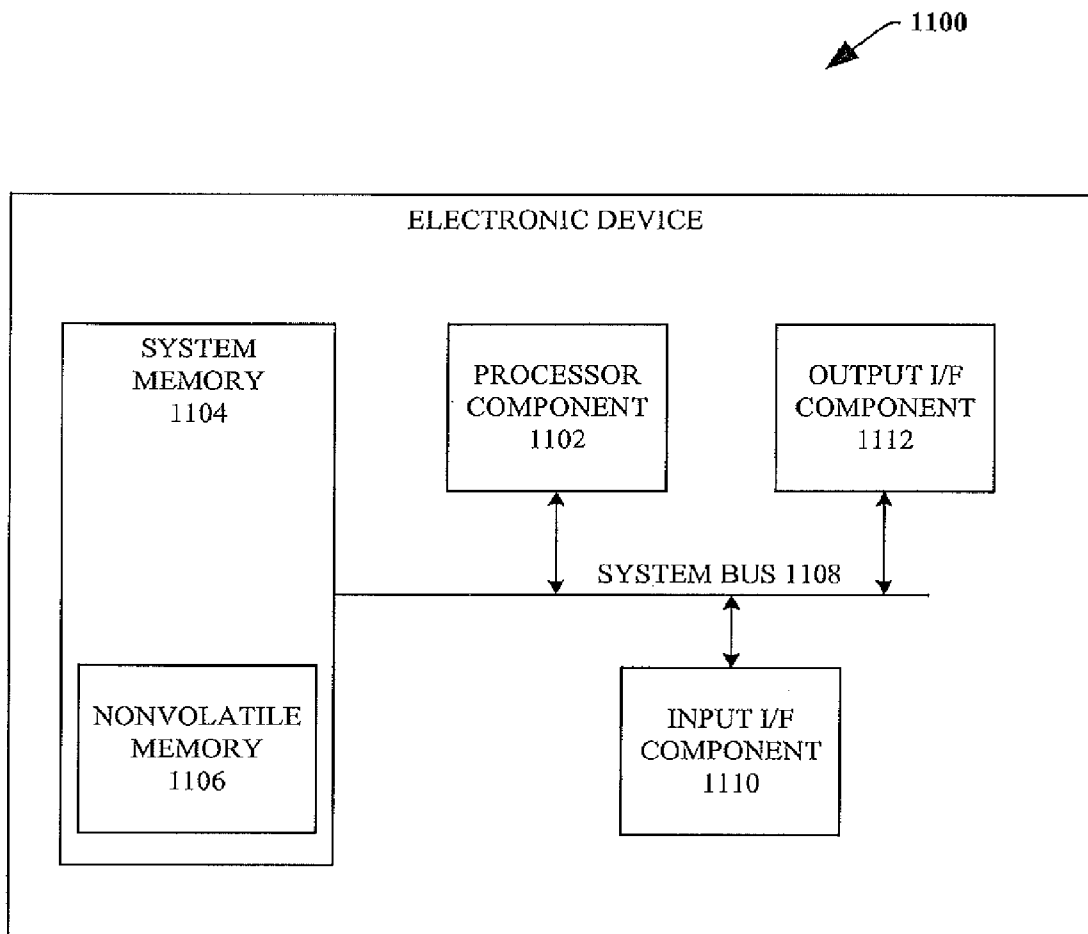 1100
ELECTRONIC DEVICE
SYSTEM
MEMORY
1104
PROCESSOR
COMPONENT
1102
OUTPUT I/F
COMPONENT
1112
SYSTEM BUS 1108
NONVOLATILE
MEMORY
1106
INPUT I/F
COMPONENT
1110